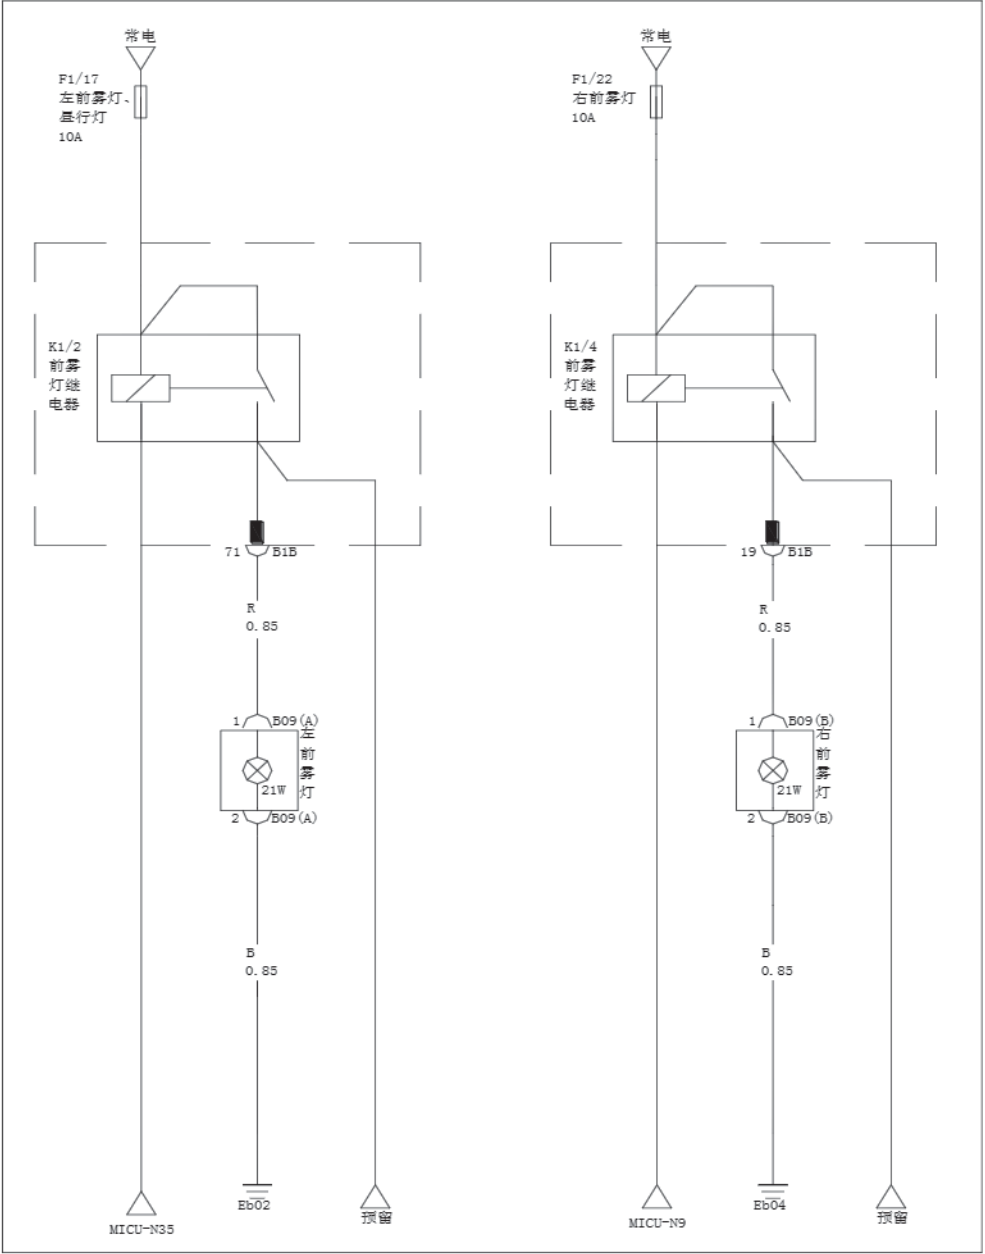 常电
F1/17
左前雾灯、
昼行灯
10A
K1/2
前雾
灯继
电器
71 B1B
R
0.85
1 B09(A)
左
前
雾
灯
21W
2 B09(A)
B
0.85
MICU-N35
Eb02
预留
常电
F1/22
右前雾灯
10A
K1/4
前雾
灯继
电器
19 B1B
R
0.85
1 B09(B)
右
前
雾
灯
21W
2 B09(B)
B
0.85
MICU-N9
Eb04
预留